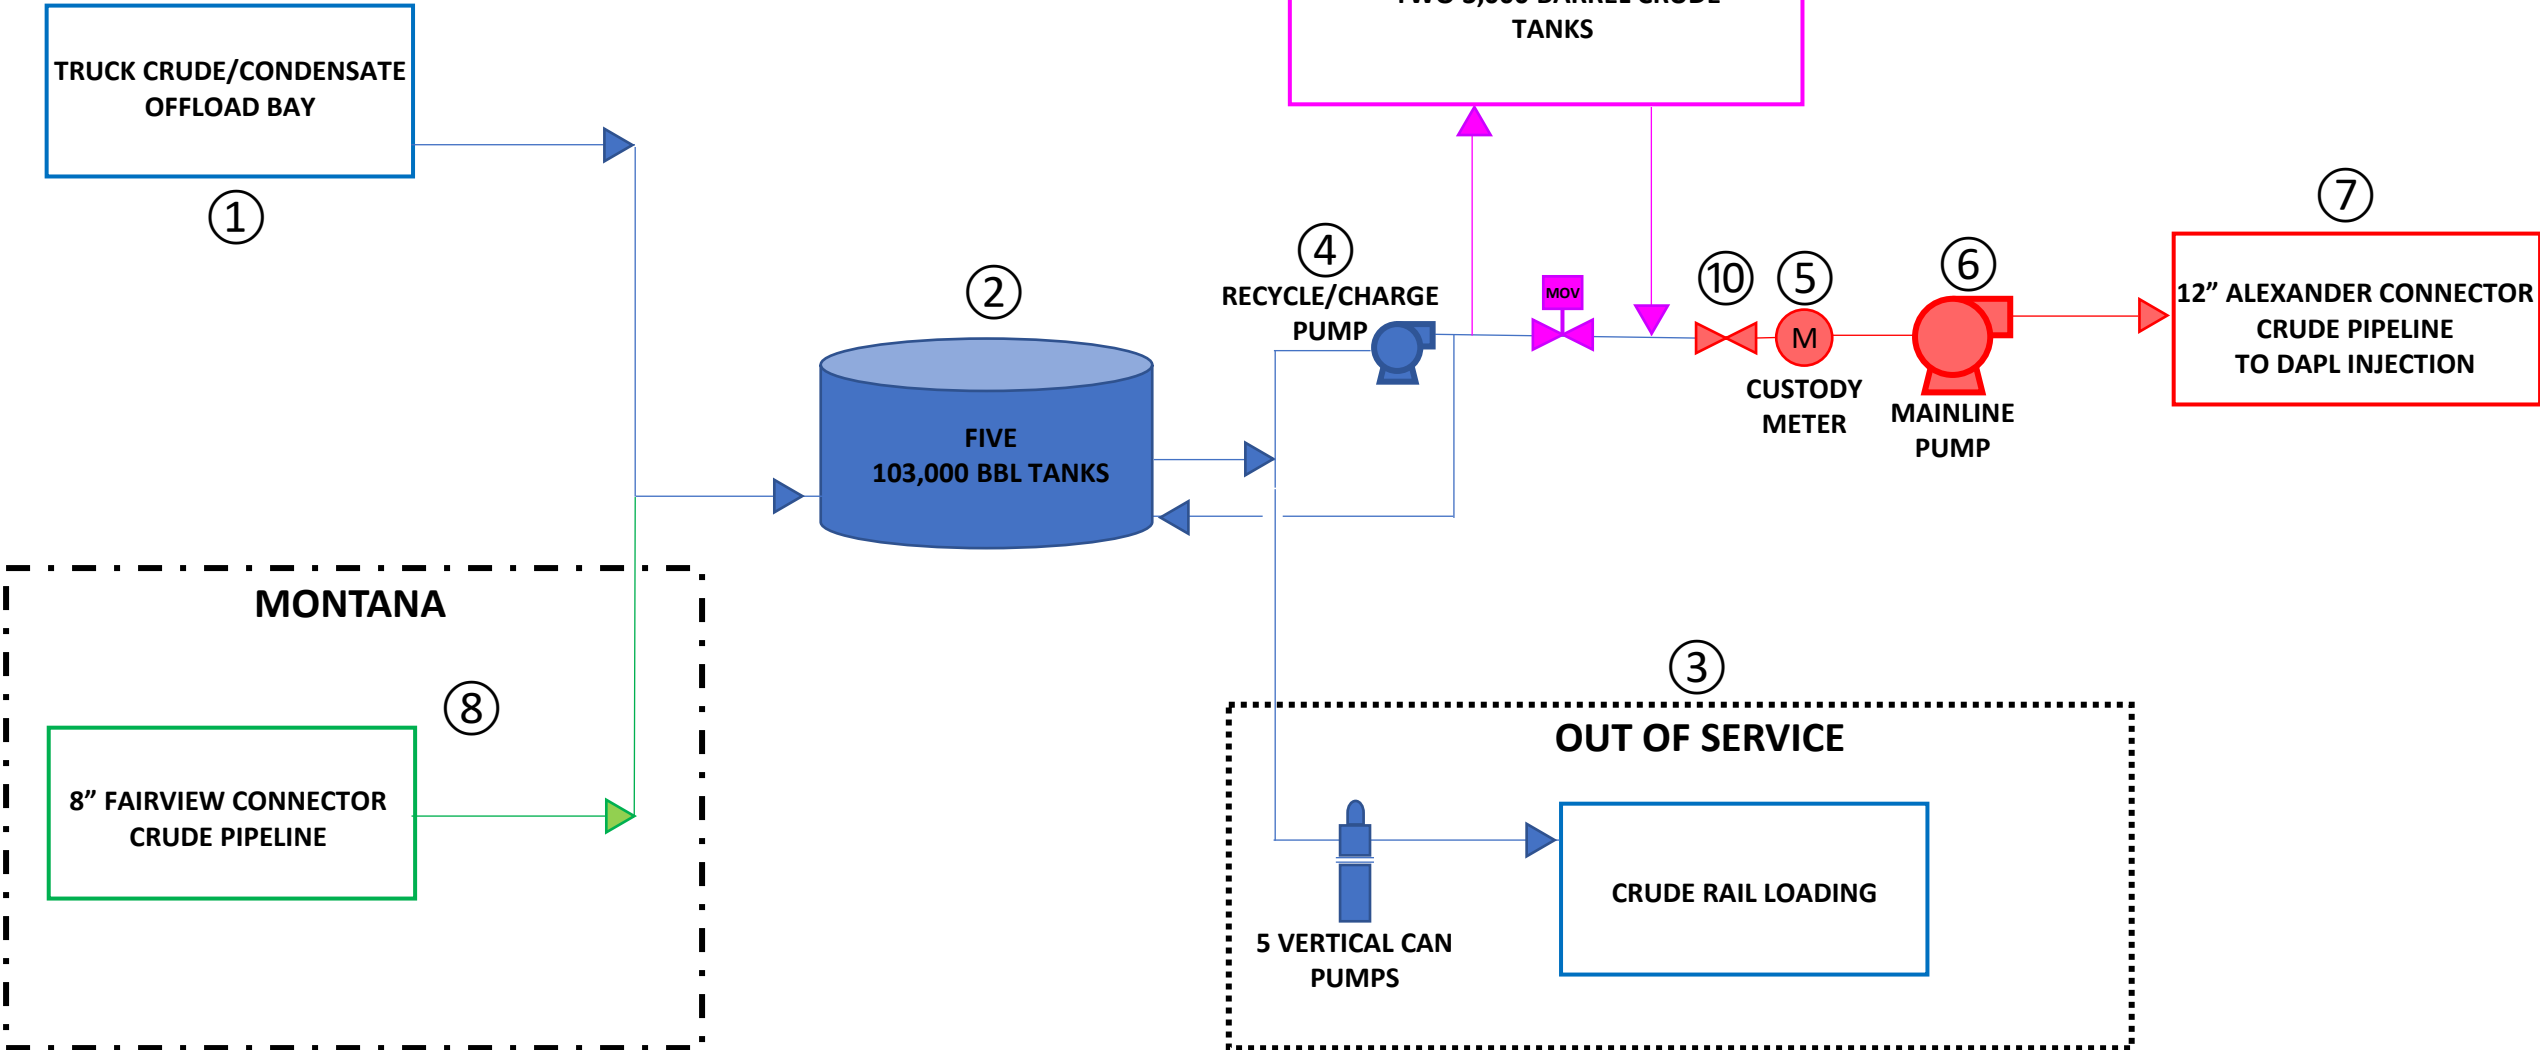 TRUCK CRUDE/CONDENSATE
OFFLOAD BAY
1
TANKS
2
FIVE
103,000 BBL TANKS
4
RECYCLE/CHARGE
PUMP
MOV
10
5
M
CUSTODY
METER
6
MAINLINE
PUMP
7
12” ALEXANDER CONNECTOR
CRUDE PIPELINE
TO DAPL INJECTION
MONTANA
8
8” FAIRVIEW CONNECTOR
CRUDE PIPELINE
3
OUT OF SERVICE
5 VERTICAL CAN
PUMPS
CRUDE RAIL LOADING